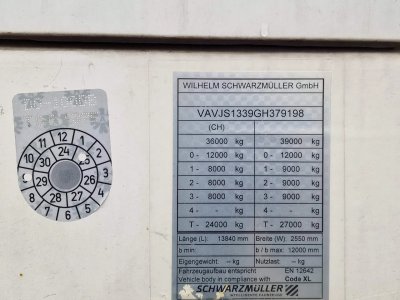 WILHELM SCHWARZMÜLLER GmbH
VAVJS1339GH379198
(CH)
36000 kg 39000 kg
0 - 12000 kg 0 - 12000 kg
1 - 8000 kg 1 - 9000 kg
2 - 8000 kg 2 - 9000 kg
3 - 8000 kg 3 - 9000 kg
4 - - kg 4 - - kg
T - 24000 kg T - 27000 kg
Länge (L): 13840 mm Breite (W): 2550 mm
b min: b / b max: 12000 mm
Eigengewicht: -- kg Nutzlast: -- kg
Fahrzeugaufbau entspricht EN 12642
Vehicle body in compliance with Code XL
SCHWARZMÜLLER
INTELLIGENTE FAHRZEUGE
11 12 1 2 3 4 5 6 7 8 9 10
24 25 26 27 28 29 30